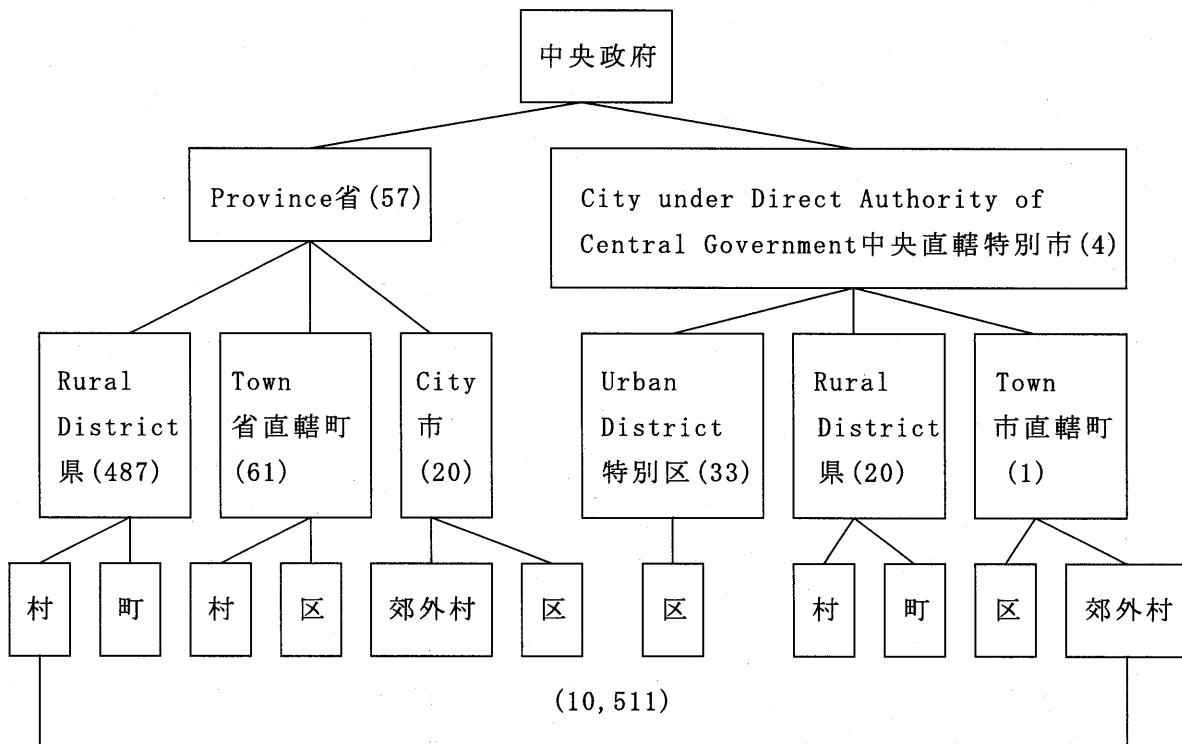 中央政府
Province省(57)
City under Direct Authority of
Central Government中央直轄特別市(4)
Rural
District
県(487)
Town
省直轄町
(61)
City
市
(20)
Urban
District
特別区(33)
Rural
District
県(20)
Town
市直轄町
(1)
村
町
村
区
郊外村
区
区
村
町
区
郊外村
(10,511)